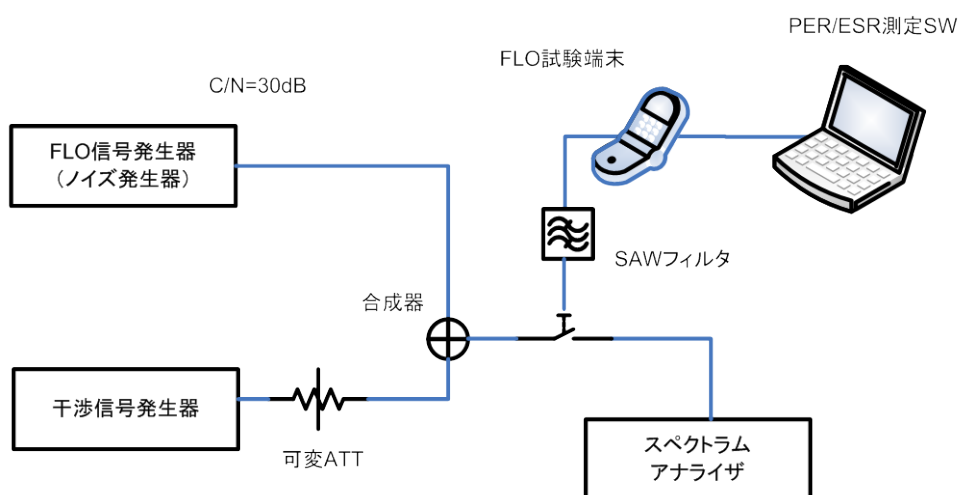 PER/ESR測定SW
FLO試験端末
C/N=30dB
FLO信号発生器
（ノイズ発生器）
SAWフィルタ
合成器
干渉信号発生器
可変ATT
スペクトラム
アナライザ